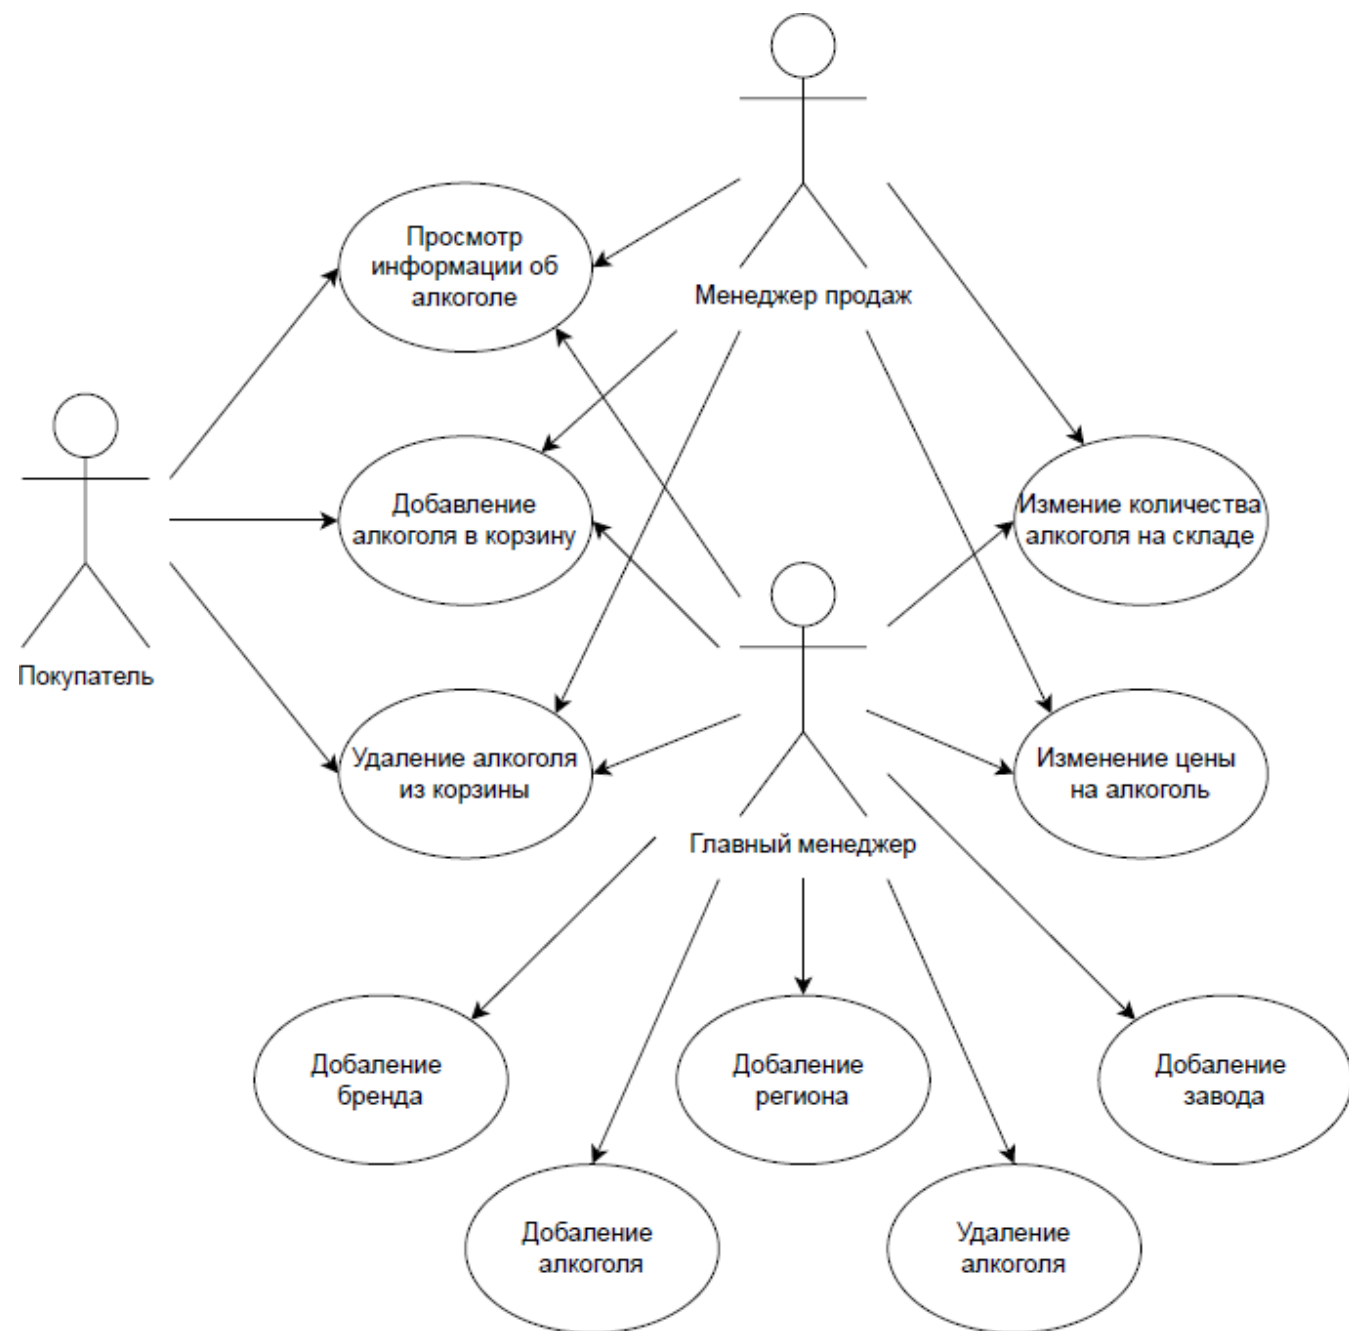 Просмотр
информации об
алкоголе
Менеджер продаж
Добавление
алкоголя в корзину
Измение количества
алкоголя на складе
Покупатель
Удаление алкоголя
из корзины
Изменение цены
на алкоголь
Главный менеджер
Добаление
бренда
Добаление
региона
Добаление
завода
Добаление
алкоголя
Удаление
алкоголя